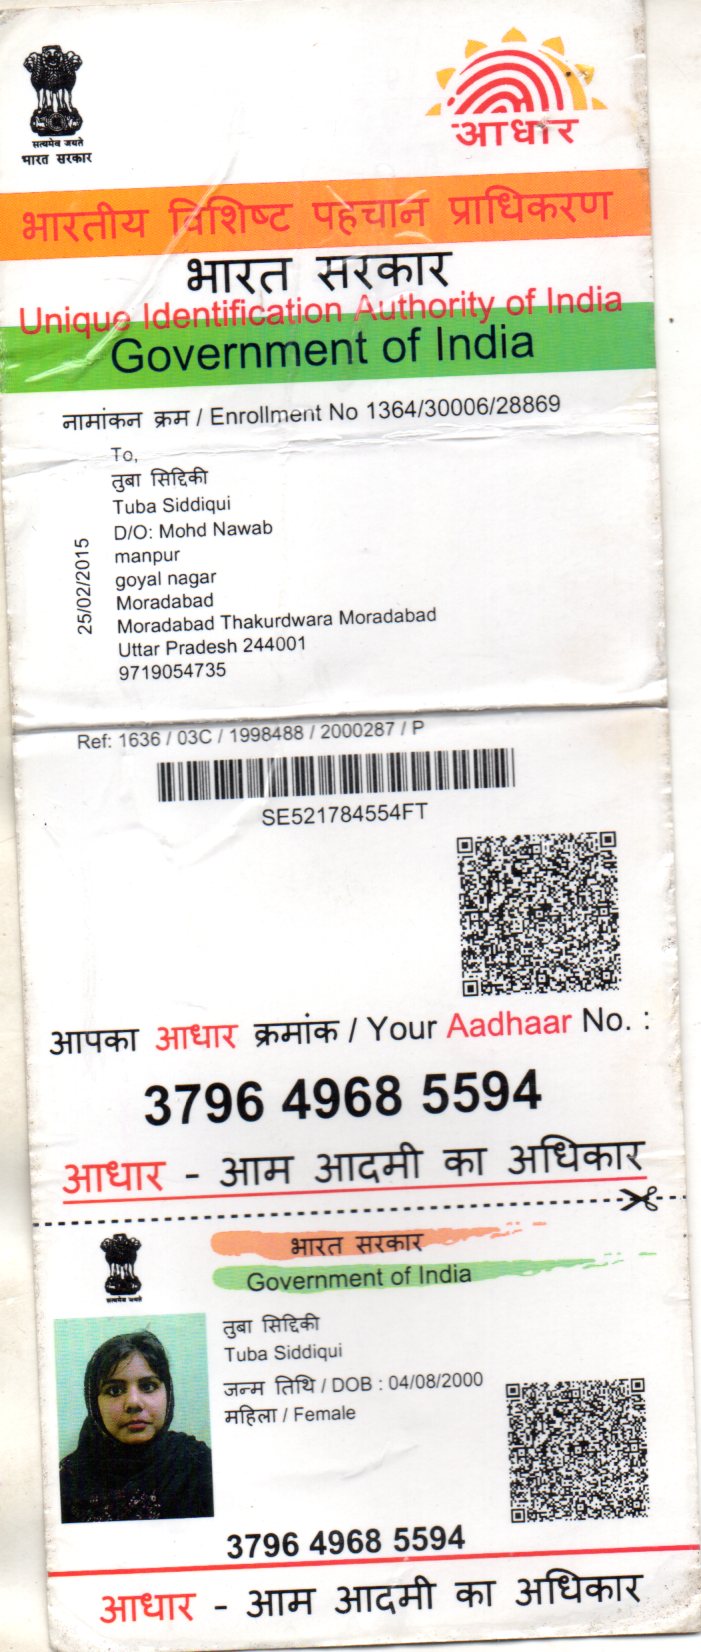 सत्यमेव जयते
भारत सरकार
आधार
भारतीय विशिष्ट पहचान प्राधिकरण
भारत सरकार
Unique Identification Authority of India
Government of India
नामांकन क्रम / Enrollment No 1364/30006/28869
To,
तुबा सिद्दिकी
Tuba Siddiqui
D/O: Mohd Nawab
manpur
goyal nagar
Moradabad
Moradabad Thakurdwara Moradabad
Uttar Pradesh 244001
9719054735
25/02/2015
Ref: 1636 / 03C / 1998488 / 2000287 / P
SE521784554FT
आपका आधार क्रमांक / Your Aadhaar No. :
3796 4968 5594
आधार - आम आदमी का अधिकार
सत्यमेव जयते
भारत सरकार
Government of India
तुबा सिद्दिकी
Tuba Siddiqui
जन्म तिथि / DOB : 04/08/2000
महिला / Female
3796 4968 5594
आधार - आम आदमी का अधिकार